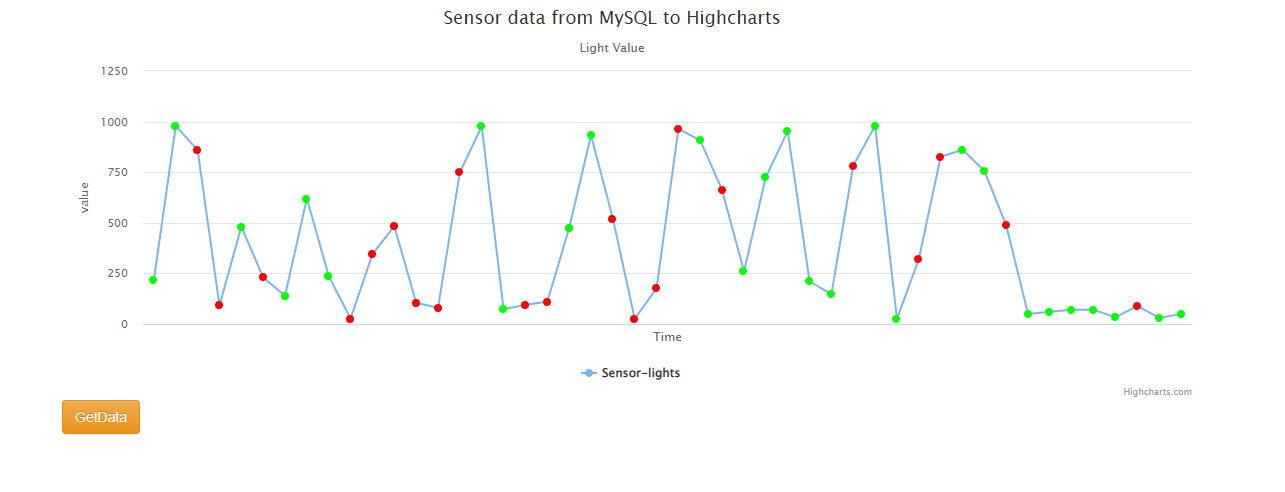 Sensor data from MySQL to Highcharts
Light Value
1250
1000
750
500
250
0
value
Time
Sensor-lights
Highcharts.com
GetData